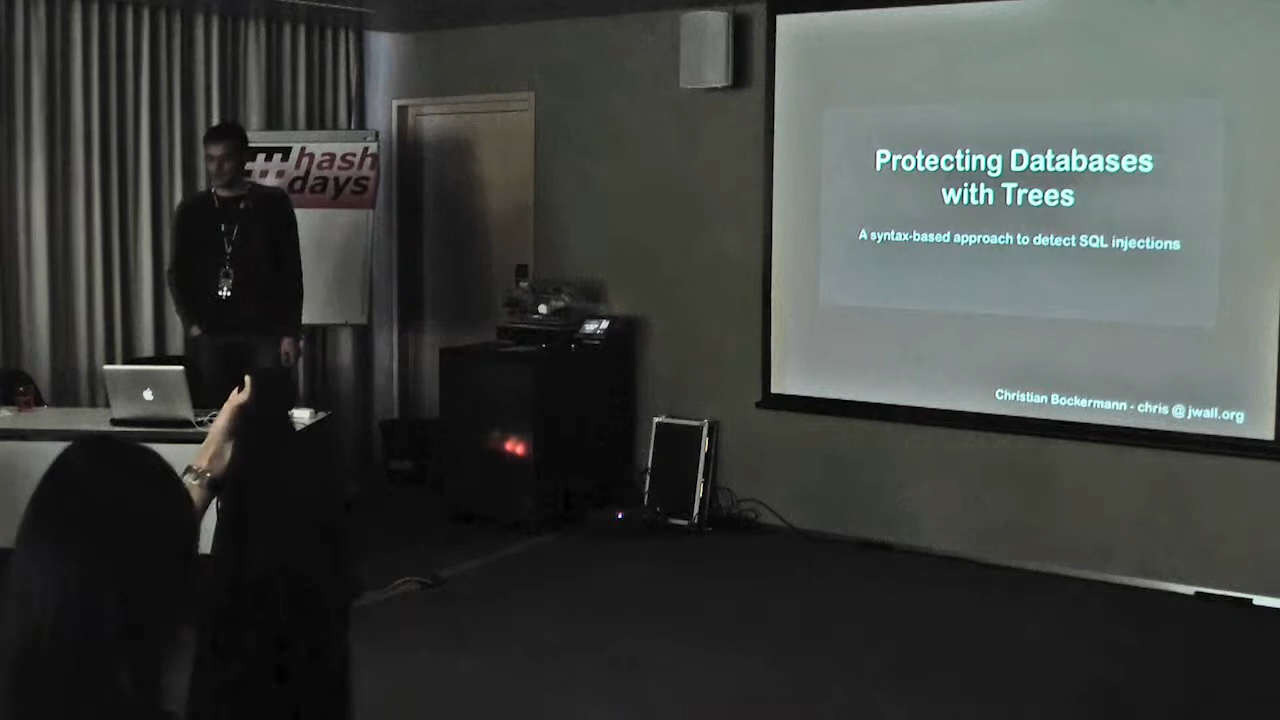 #hash
days
Protecting Databases
with Trees
A syntax-based approach to detect SQL injections
Christian Bockermann - chris @ jwall.org